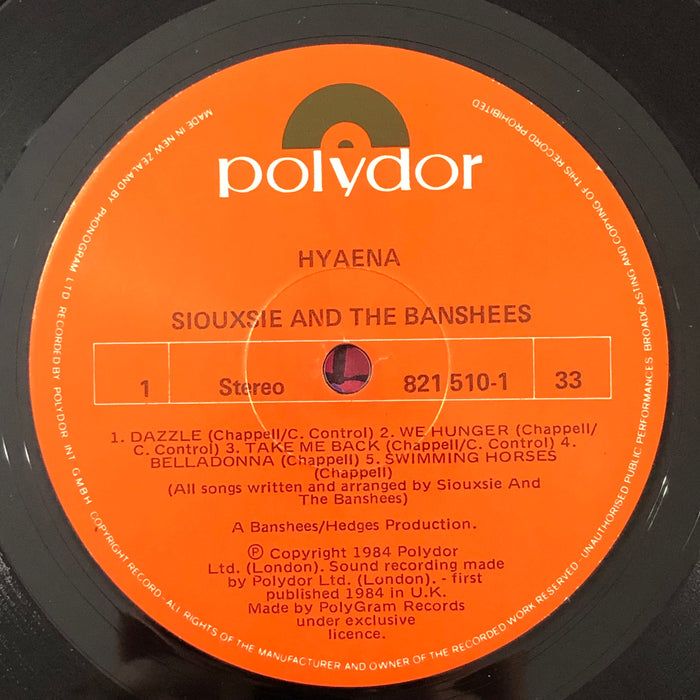 polydor
HYAENA
SIOUXSIE AND THE BANSHEES
1 Stereo 821 510-1 33
1. DAZZLE (Chappell/C. Control) 2. WE HUNGER (Chappell/
C. Control) 3. TAKE ME BACK (Chappell/C. Control) 4.
BELLADONNA (Chappell) 5. SWIMMING HORSES
(Chappell)
(All songs written and arranged by Siouxsie And
The Banshees)
A Banshees/Hedges Production.
Ⓟ Copyright 1984 Polydor
Ltd. (London). Sound recording made
by Polydor Ltd. (London). - first
published 1984 in U.K.
Made by PolyGram Records
under exclusive
licence.
MADE IN NEW ZEALAND BY PHONOGRAM LTD RECORDED BY POLYDOR INT GMBH COPYRIGHT RECORD - ALL RIGHTS OF THE MANUFACTURER AND OWNER OF THE RECORDED WORK RESERVED - UNAUTHORISED PUBLIC PERFORMANCES BROADCASTING AND COPYING OF THIS RECORD PROHIBITED